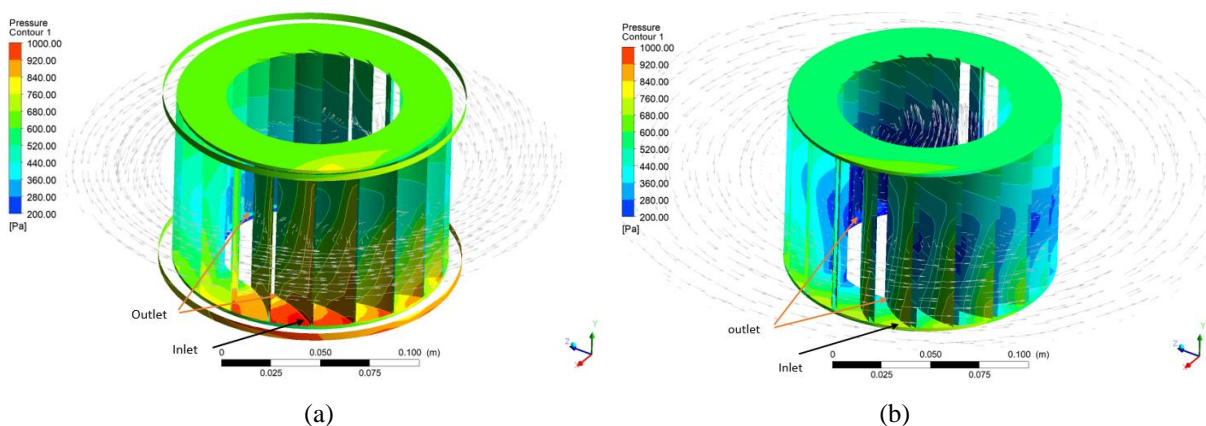 Pressure
Contour 1
1000.00
920.00
840.00
760.00
680.00
600.00
520.00
440.00
360.00
280.00
200.00
[Pa]
Outlet
Inlet
0
0.050
0.100 (m)
0.025
0.075
Y
Z
X
(a)
Pressure
Contour 1
1000.00
920.00
840.00
760.00
680.00
600.00
520.00
440.00
360.00
280.00
200.00
[Pa]
outlet
Inlet
0
0.050
0.100 (m)
0.025
0.075
Y
Z
X
(b)